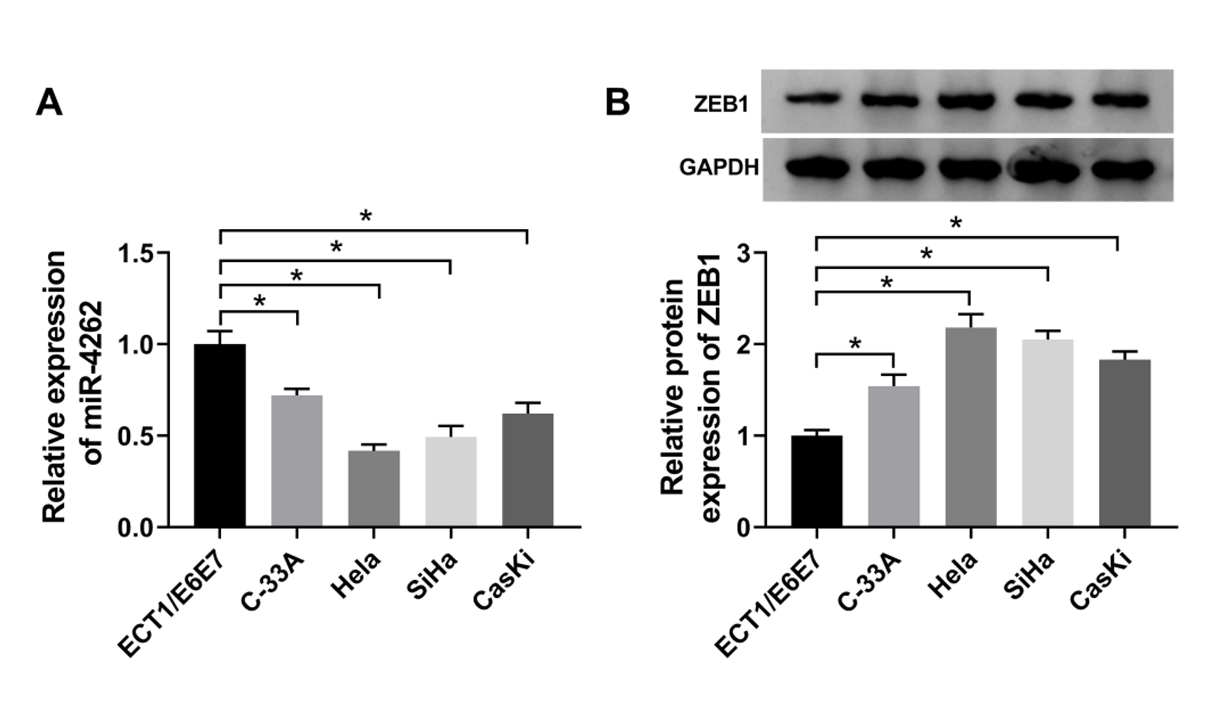 A
Relative expression
of miR-4262
1.5
1.0
0.5
0.0
*
*
*
*
ECT1/E6E7
C-33A
Hela
SiHa
CasKi
B
ZEB1
GAPDH
Relative protein
expression of ZEB1
3
2
1
0
*
*
*
*
ECT1/E6E7
C-33A
Hela
SiHa
CasKi